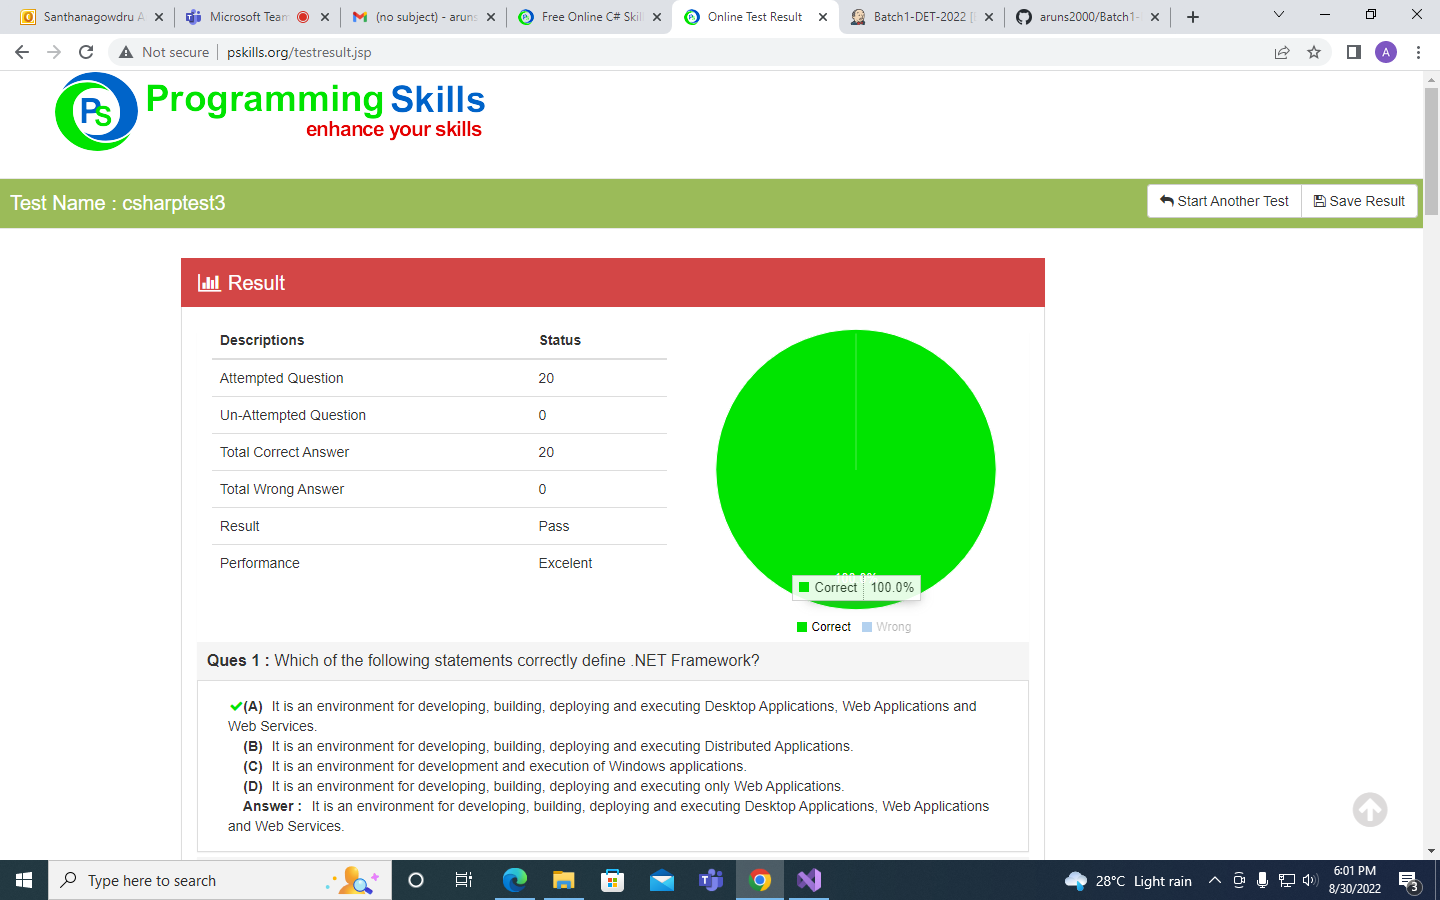 Santhanagowdru A
Microsoft Team
(no subject) - aruns
Free Online C# Skil
Online Test Result
Batch1-DET-2022 [
aruns2000/Batch1-
Not secure
pskills.org/testresult.jsp
A
PS
Programming Skills
enhance your skills
Test Name : csharptest3
Start Another Test
Save Result
Result
Descriptions Status
Attempted Question 20
Un-Attempted Question 0
Total Correct Answer 20
Total Wrong Answer 0
Result Pass
Performance Excelent
Correct 100.0%
Correct Wrong
Ques 1 : Which of the following statements correctly define .NET Framework?
(A) It is an environment for developing, building, deploying and executing Desktop Applications, Web Applications and
Web Services.
(B) It is an environment for developing, building, deploying and executing Distributed Applications.
(C) It is an environment for development and execution of Windows applications.
(D) It is an environment for developing, building, deploying and executing only Web Applications.
Answer : It is an environment for developing, building, deploying and executing Desktop Applications, Web Applications
and Web Services.
Type here to search
28°C Light rain
6:01 PM
8/30/2022
3